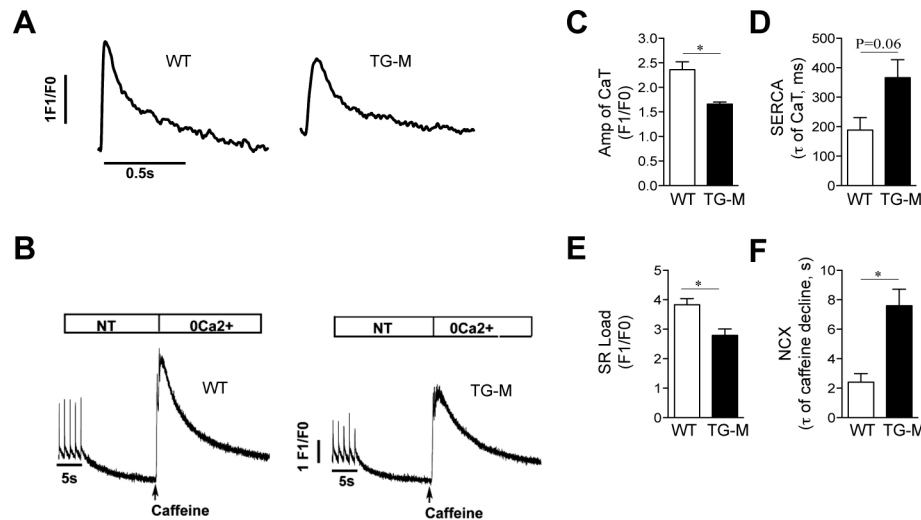 A
WT
TG-M
1F1/F0
0.5s
B
NT
0Ca2+
WT
5s
Caffeine
NT
0Ca2+
TG-M
1 F1/F0
5s
Caffeine
C
Amp of CaT
(F1/F0)
3.0
2.5
2.0
1.5
1.0
0.5
0.0
*
WT TG-M
D
SERCA
(τ of CaT, ms)
500
400
300
200
100
0
P=0.06
WT TG-M
E
SR Load
(F1/F0)
5
4
3
2
1
0
*
WT TG-M
F
NCX
(τ of caffeine decline, s)
10
8
6
4
2
0
*
WT TG-M